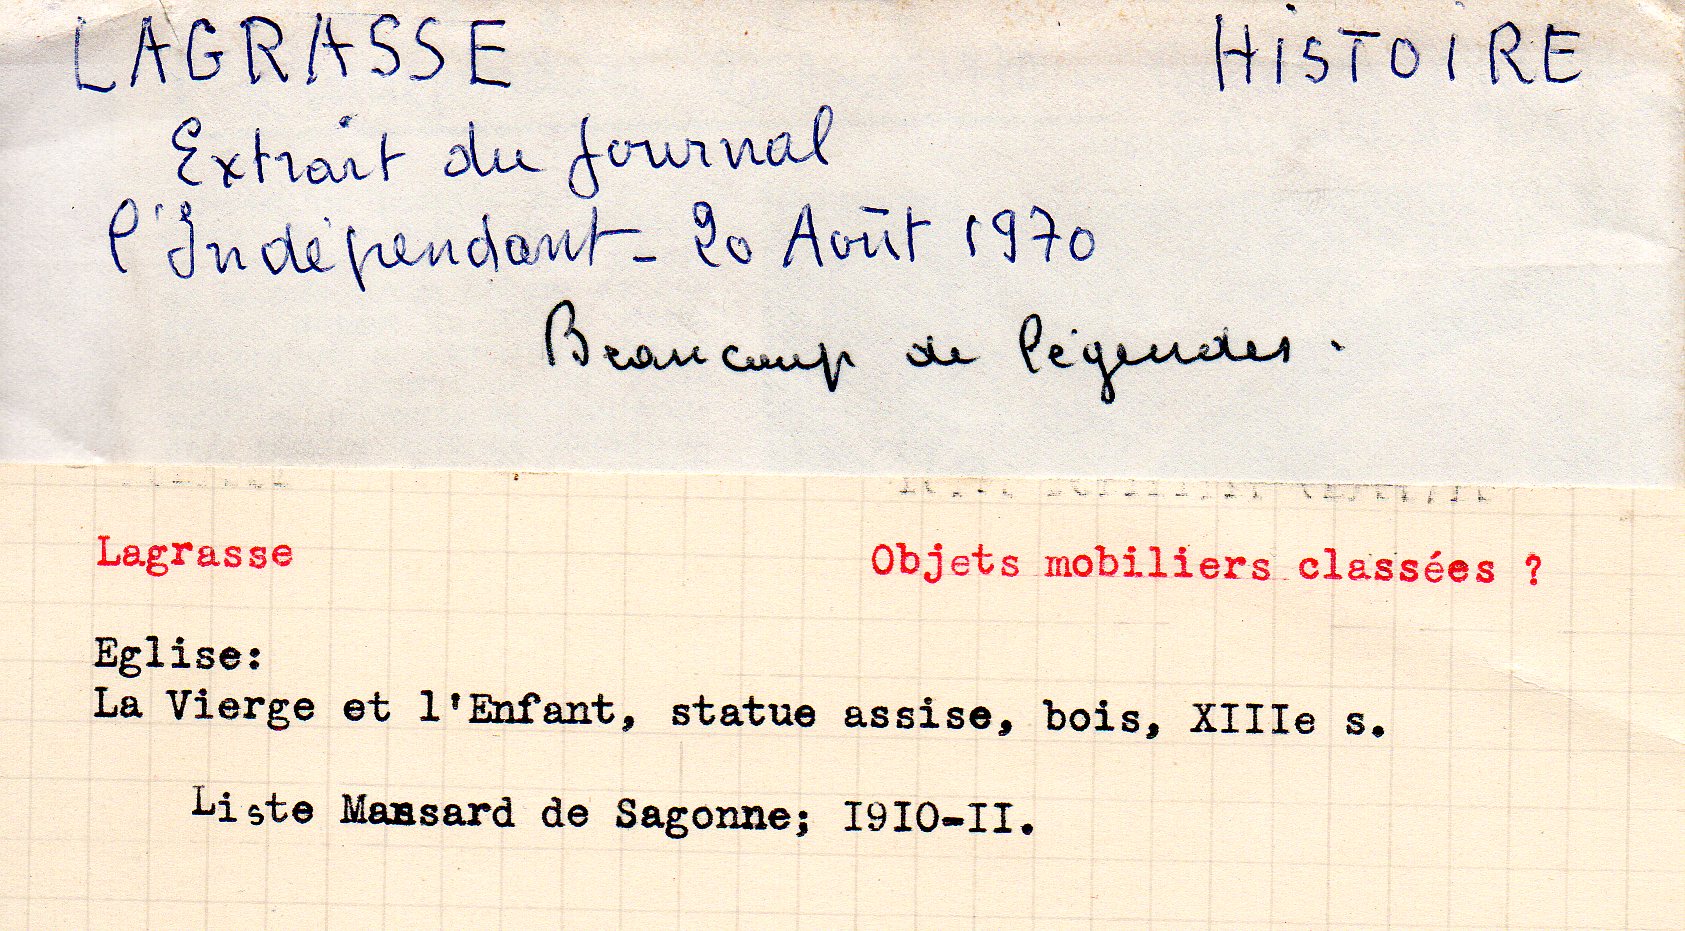 LAGRASSE HISTOIRE
Extrait du Journal
l'Indépendant - 20 Août 1970
Beaucoup de légendes.
Lagrasse Objets mobiliers classées ?
Eglise:
La Vierge et l'Enfant, statue assise, bois, XIIIe s.
Liste Mansard de Sagonne; I9I0-II.